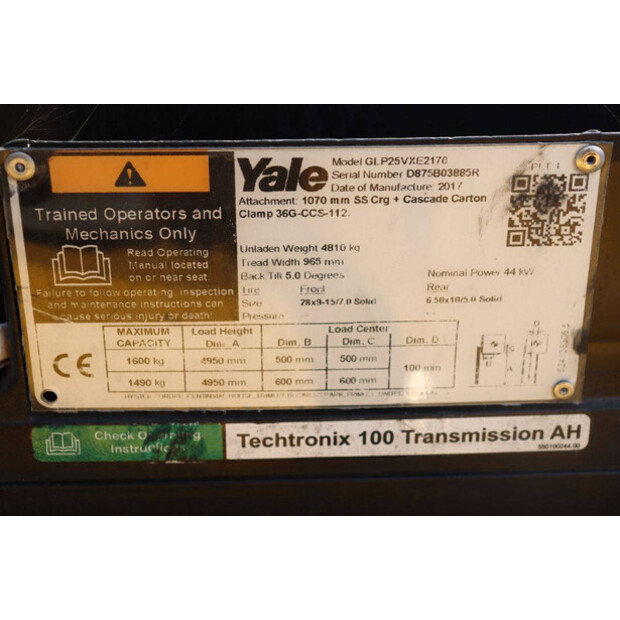 Trained Operators and
Mechanics Only
Read Operating
Manual located
on or near seat.
Failure to follow operating, inspection
and maintenance instructions can
cause serious injury or death!
Yale
Model GLP25VXE2170
Serial Number D875B03885R
Date of Manufacture 2017
Attachment: 1070 mm SS Crg + Cascade Carton
Clamp 36G-CCS-112.
Unladen Weight 4810 kg
Tread Width 965 mm
Back Tilt 5.0 Degrees
Nominal Power 44 kW
Tire Front Rear
Size 28x9-15/7.0 Solid 6.50x10/5.0 Solid
Pressure
CE
MAXIMUM CAPACITY Load Height Dim. A Dim. B Load Center Dim. C Dim. D
1600 kg 4950 mm 500 mm 500 mm 100 mm
1490 kg 4950 mm 600 mm 600 mm
Check Operating
Instructions
Techtronix 100 Transmission AH
550100244.00